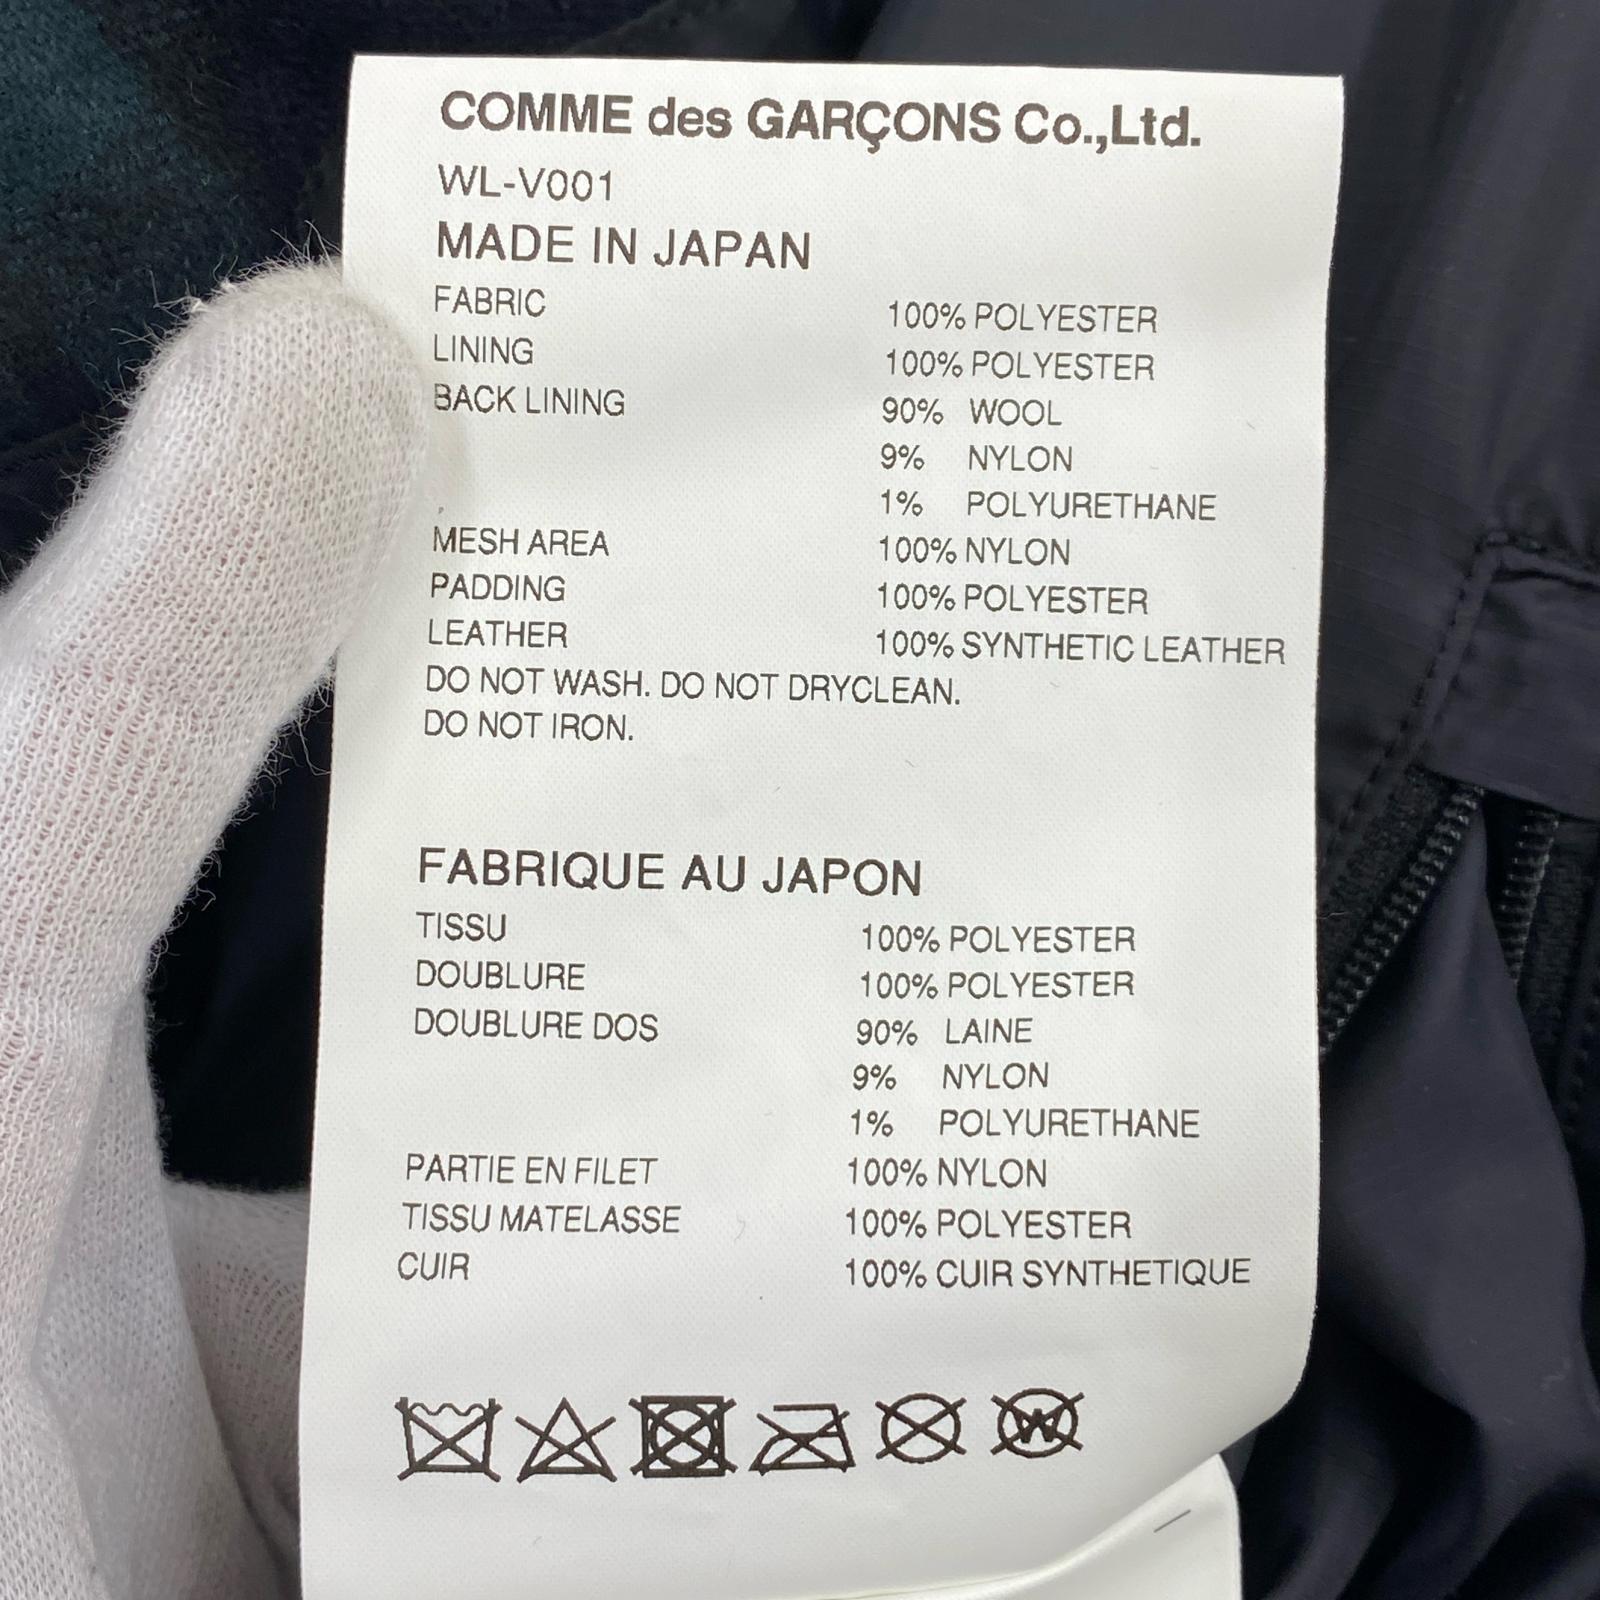 COMME des GARÇONS Co.,Ltd.
WL-V001
MADE IN JAPAN
FABRIC 100% POLYESTER
LINING 100% POLYESTER
BACK LINING 90% WOOL
9% NYLON
1% POLYURETHANE
MESH AREA 100% NYLON
PADDING 100% POLYESTER
LEATHER 100% SYNTHETIC LEATHER
DO NOT WASH. DO NOT DRYCLEAN.
DO NOT IRON.
FABRIQUE AU JAPON
TISSU 100% POLYESTER
DOUBLURE 100% POLYESTER
DOUBLURE DOS 90% LAINE
9% NYLON
1% POLYURETHANE
PARTIE EN FILET 100% NYLON
TISSU MATELASSE 100% POLYESTER
CUIR 100% CUIR SYNTHETIQUE
W